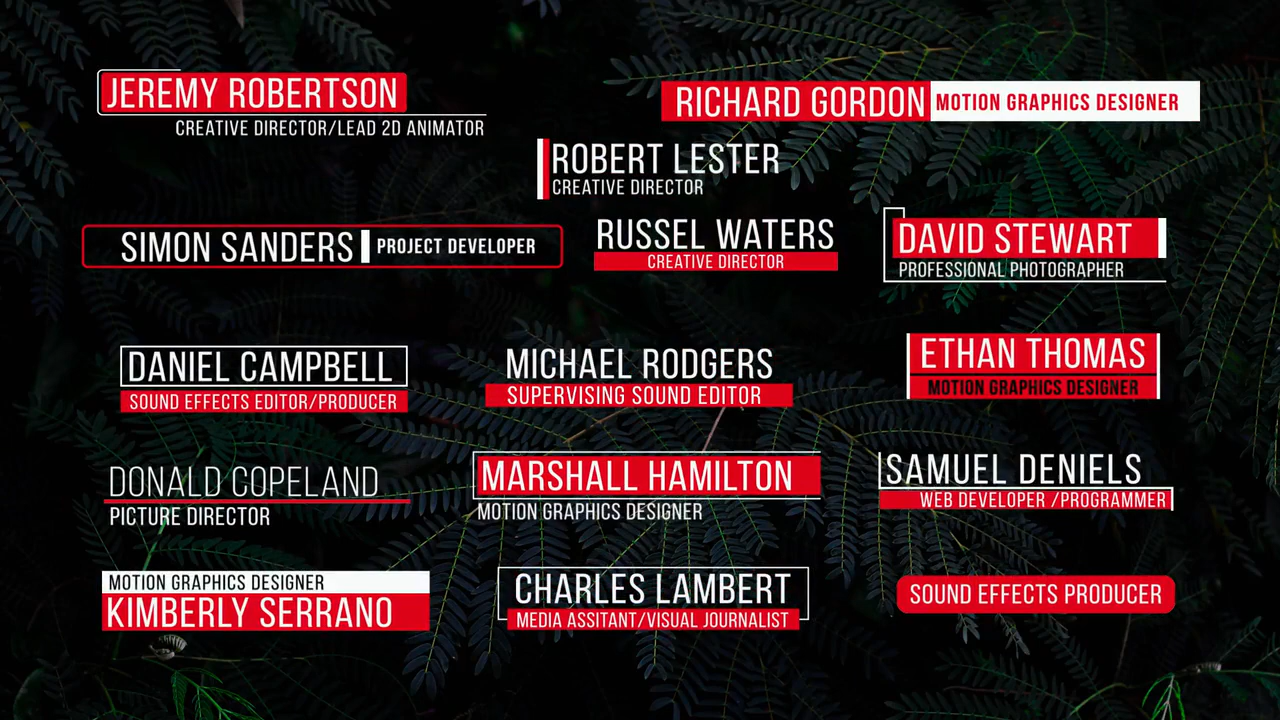 JEREMY ROBERTSON
CREATIVE DIRECTOR/LEAD 2D ANIMATOR
RICHARD GORDON MOTION GRAPHICS DESIGNER
ROBERT LESTER
CREATIVE DIRECTOR
SIMON SANDERS PROJECT DEVELOPER
RUSSEL WATERS
CREATIVE DIRECTOR
DAVID STEWART
PROFESSIONAL PHOTOGRAPHER
DANIEL CAMPBELL
SOUND EFFECTS EDITOR/PRODUCER
MICHAEL RODGERS
SUPERVISING SOUND EDITOR
ETHAN THOMAS
MOTION GRAPHICS DESIGNER
DONALD COPELAND
PICTURE DIRECTOR
MARSHALL HAMILTON
MOTION GRAPHICS DESIGNER
SAMUEL DENIELS
WEB DEVELOPER /PROGRAMMER
MOTION GRAPHICS DESIGNER
KIMBERLY SERRANO
CHARLES LAMBERT
MEDIA ASSITANT/VISUAL JOURNALIST
SOUND EFFECTS PRODUCER